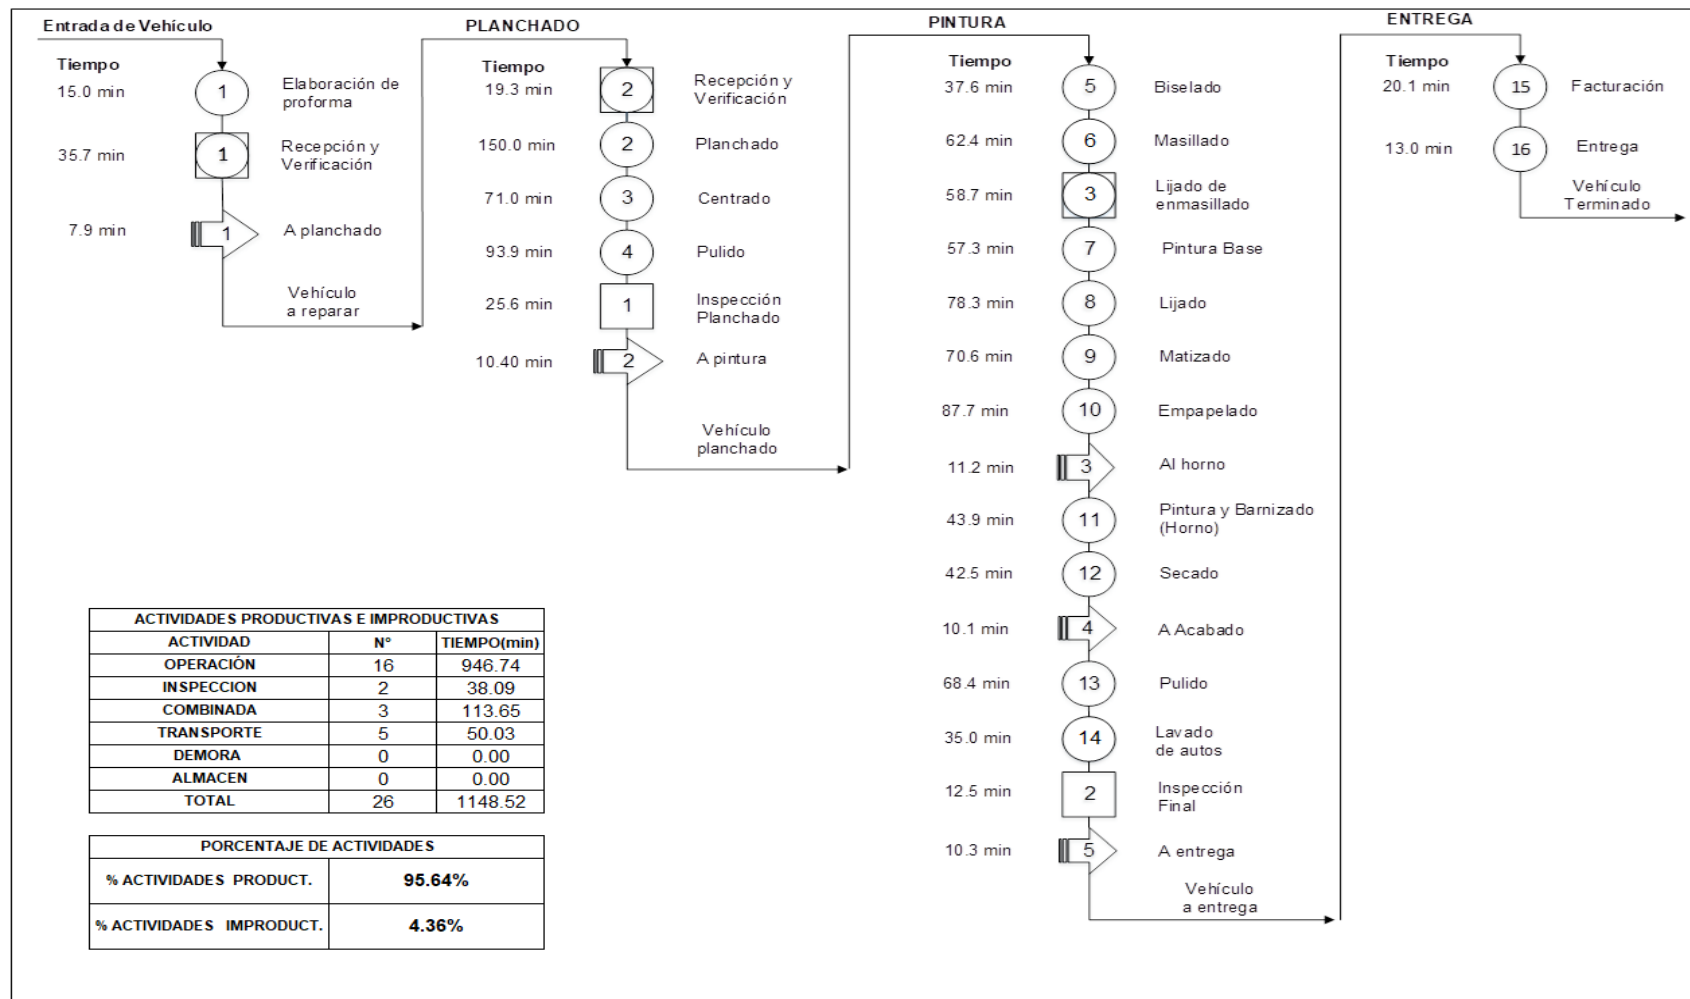 Entrada de Vehículo
Tiempo
15.0 min
1
Elaboración de
proforma
35.7 min
1
Recepción y
Verificación
7.9 min
1
A planchado
Vehículo
a reparar
PLANCHADO
Tiempo
19.3 min
2
Recepción y
Verificación
150.0 min
2
Planchado
71.0 min
3
Centrado
93.9 min
4
Pulido
25.6 min
1
Inspección
Planchado
10.40 min
2
A pintura
Vehículo
planchado
PINTURA
Tiempo
37.6 min
5
Biselado
62.4 min
6
Masillado
58.7 min
3
Lijado de
enmasillado
57.3 min
7
Pintura Base
78.3 min
8
Lijado
70.6 min
9
Matizado
87.7 min
10
Empapelado
11.2 min
3
Al horno
43.9 min
11
Pintura y Barnizado
(Horno)
42.5 min
12
Secado
10.1 min
4
A Acabado
68.4 min
13
Pulido
35.0 min
14
Lavado
de autos
12.5 min
2
Inspección
Final
10.3 min
5
A entrega
Vehículo
a entrega
ENTREGA
Tiempo
20.1 min
15
Facturación
13.0 min
16
Entrega
Vehículo
Terminado
ACTIVIDADES PRODUCTIVAS E IMPRODUCTIVAS
ACTIVIDAD N° TIEMPO(min)
OPERACIÓN 16 946.74
INSPECCION 2 38.09
COMBINADA 3 113.65
TRANSPORTE 5 50.03
DEMORA 0 0.00
ALMACEN 0 0.00
TOTAL 26 1148.52
PORCENTAJE DE ACTIVIDADES
% ACTIVIDADES PRODUCT. 95.64%
% ACTIVIDADES IMPRODUCT. 4.36%